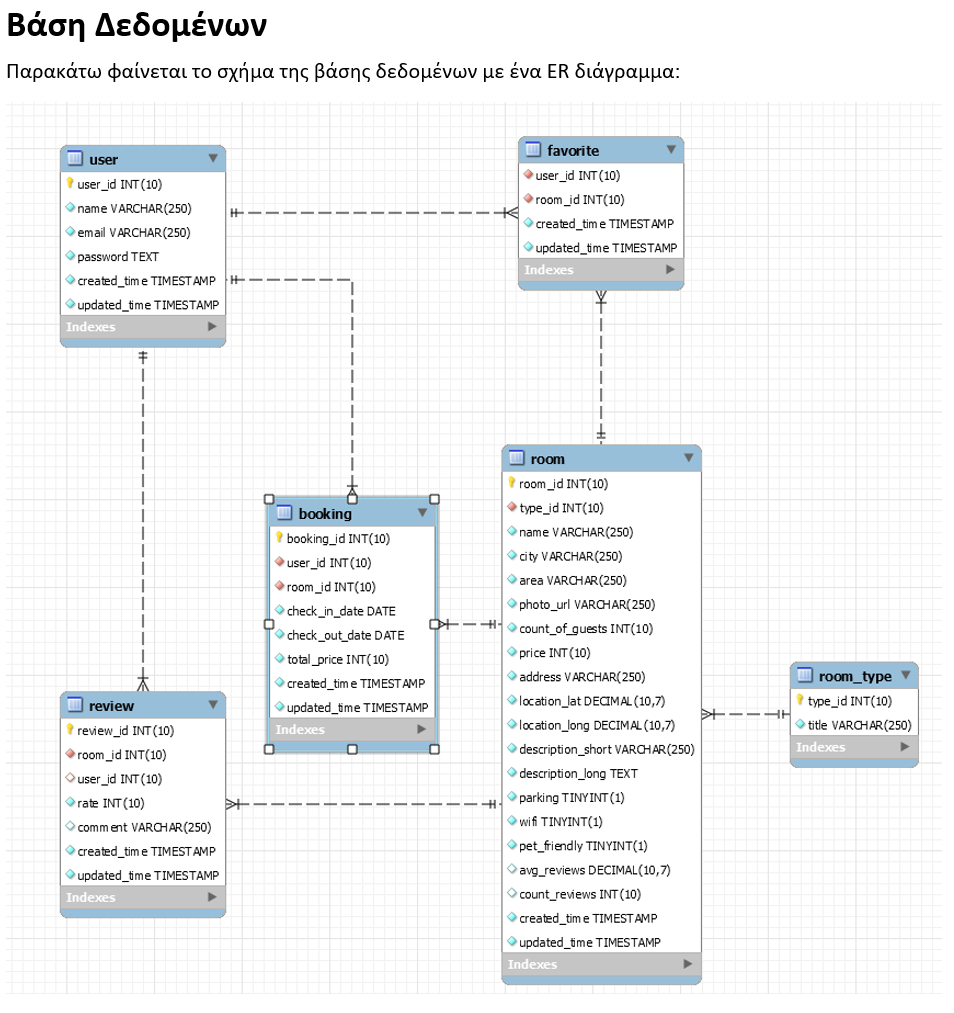 Βάση Δεδομένων
Παρακάτω φαίνεται το σχήμα της βάσης δεδομένων με ένα ER διάγραμμα:
user
user_id INT(10)
name VARCHAR(250)
email VARCHAR(250)
password TEXT
created_time TIMESTAMP
updated_time TIMESTAMP
Indexes
favorite
user_id INT(10)
room_id INT(10)
created_time TIMESTAMP
updated_time TIMESTAMP
Indexes
booking
booking_id INT(10)
user_id INT(10)
room_id INT(10)
check_in_date DATE
check_out_date DATE
total_price INT(10)
created_time TIMESTAMP
updated_time TIMESTAMP
Indexes
room
room_id INT(10)
type_id INT(10)
name VARCHAR(250)
city VARCHAR(250)
area VARCHAR(250)
photo_url VARCHAR(250)
count_of_guests INT(10)
price INT(10)
address VARCHAR(250)
location_lat DECIMAL(10,7)
location_long DECIMAL(10,7)
description_short VARCHAR(250)
description_long TEXT
parking TINYINT(1)
wifi TINYINT(1)
pet_friendly TINYINT(1)
avg_reviews DECIMAL(10,7)
count_reviews INT(10)
created_time TIMESTAMP
updated_time TIMESTAMP
Indexes
room_type
type_id INT(10)
title VARCHAR(250)
Indexes
review
review_id INT(10)
room_id INT(10)
user_id INT(10)
rate INT(10)
comment VARCHAR(250)
created_time TIMESTAMP
updated_time TIMESTAMP
Indexes